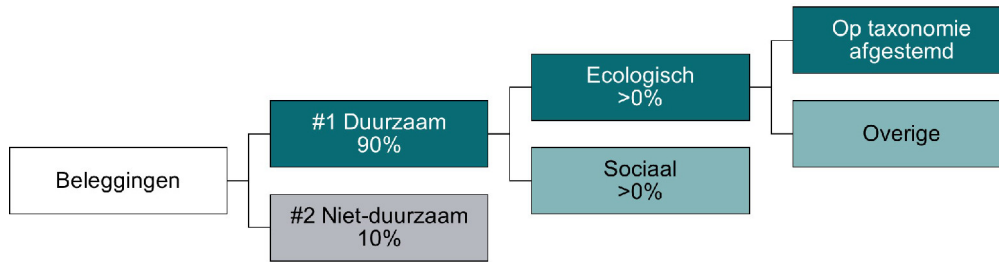 Beleggingen
#1 Duurzaam
90%
#2 Niet-duurzaam
10%
Ecologisch
>0%
Sociaal
>0%
Op taxonomie
afgestemd
Overige